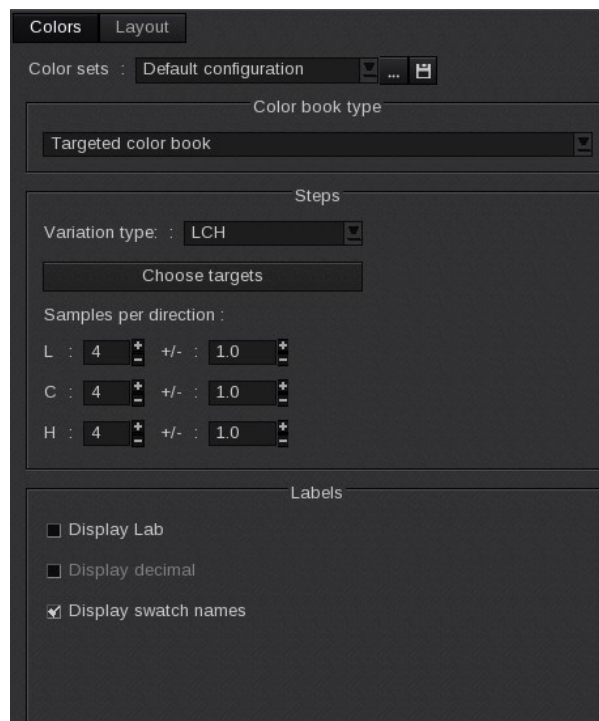 Colors Layout
Color sets : Default configuration ...
Color book type
Targeted color book
Steps
Variation type: : LCH
Choose targets
Samples per direction :
L : 4 +/- : 1.0
C : 4 +/- : 1.0
H : 4 +/- : 1.0
Labels
Display Lab
Display decimal
Display swatch names